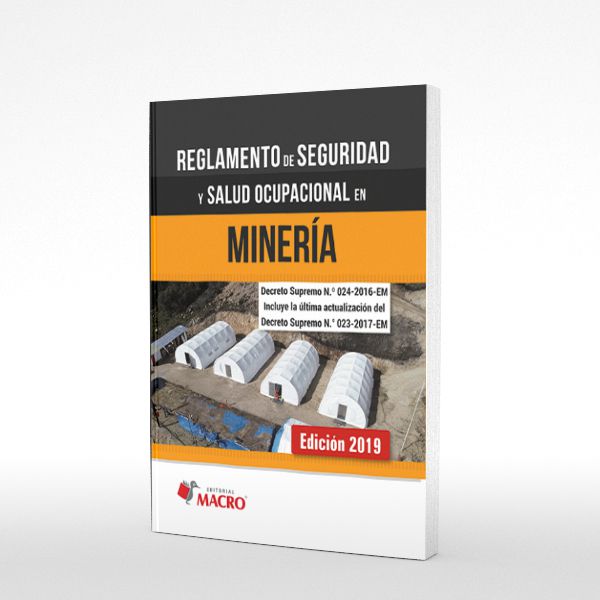 REGLAMENTO DE SEGURIDAD
Y SALUD OCUPACIONAL EN
MINERÍA
Decreto Supremo N.º 024-2016-EM
Incluye la última actualización del
Decreto Supremo N.° 023-2017-EM
Edición 2019
EDITORIAL
MACRO®